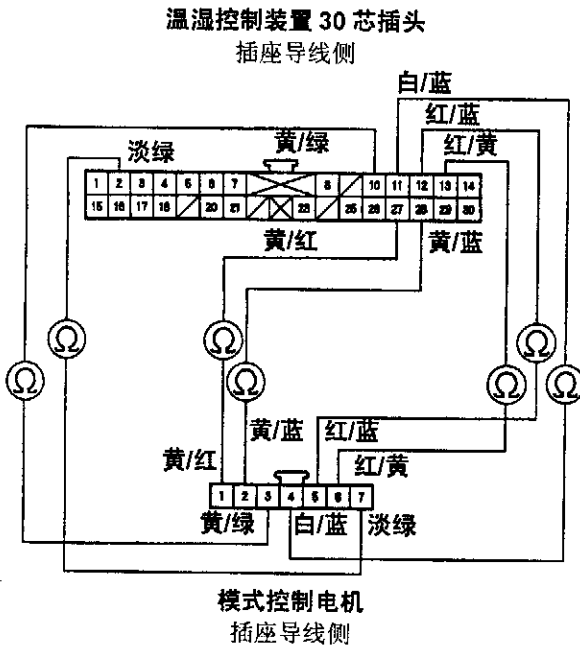 温湿控制装置 30 芯插头
插座导线侧
白/蓝
红/蓝
淡绿
黄/绿
红/黄
1 2 3 4 5 6 7 8 10 11 12 13 14
15 16 17 18 20 21 23 25 26 27 28 29 30
黄/红
黄/蓝
Ω Ω Ω Ω Ω Ω Ω
黄/蓝
红/蓝
黄/红
红/黄
1 2 3 4 5 6 7
黄/绿
白/蓝
淡绿
模式控制电机
插座导线侧